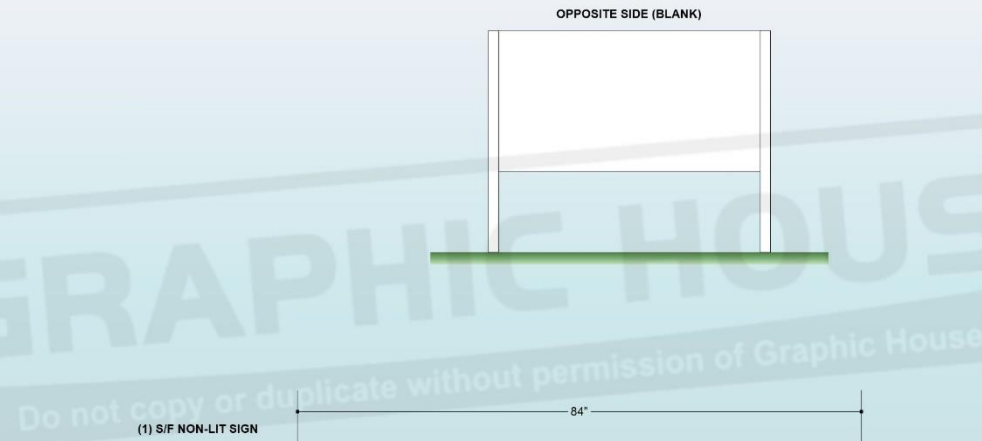 OPPOSITE SIDE (BLANK)
GRAPHIC HOUS
Do not copy or duplicate without permission of Graphic House
84"
(1) S/F NON-LIT SIGN